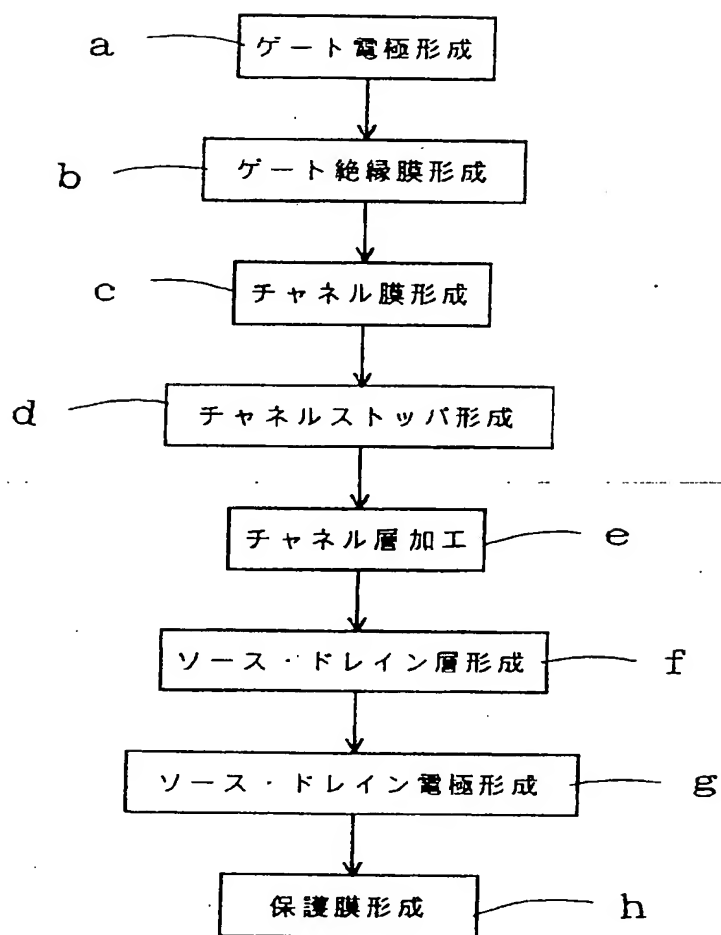 a ゲート電極形成
b ゲート絶縁膜形成
c チャネル膜形成
d チャネルストッパ形成
チャネル層加工 e
ソース・ドレイン層形成 f
ソース・ドレイン電極形成 g
保護膜形成 h